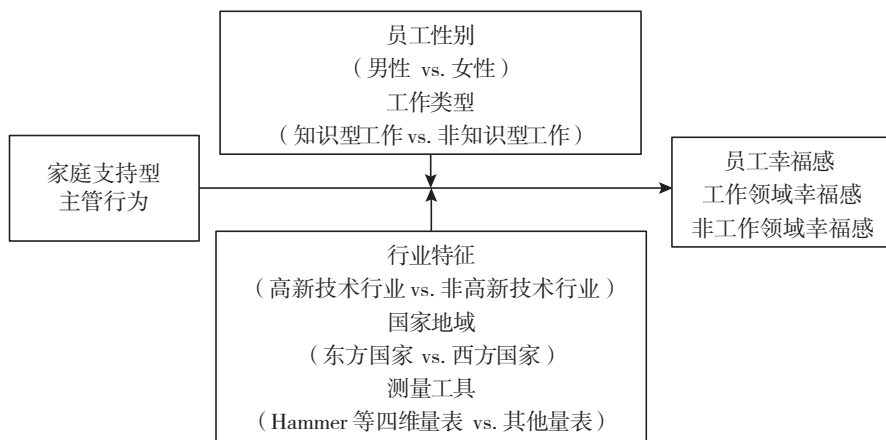 员工性别
（男性 vs. 女性）
工作类型
（知识型工作 vs. 非知识型工作）
家庭支持型
主管行为
员工幸福感
工作领域幸福感
非工作领域幸福感
行业特征
（高新技术行业 vs. 非高新技术行业）
国家地域
（东方国家 vs. 西方国家）
测量工具
（Hammer 等四维量表 vs. 其他量表）